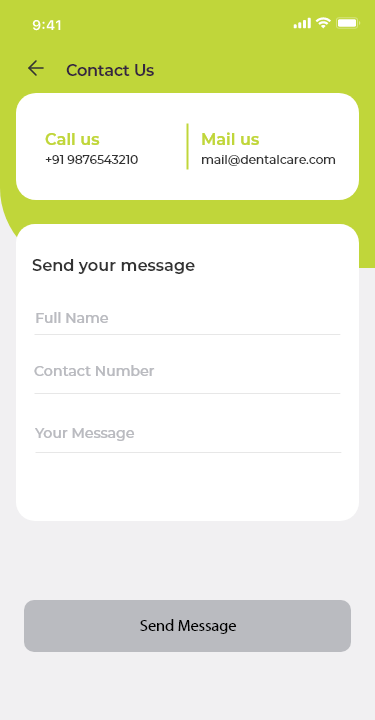 9:41
Contact Us
Call us
+91 9876543210
Mail us
mail@dentalcare.com
Send your message
Full Name
Contact Number
Your Message
Send Message